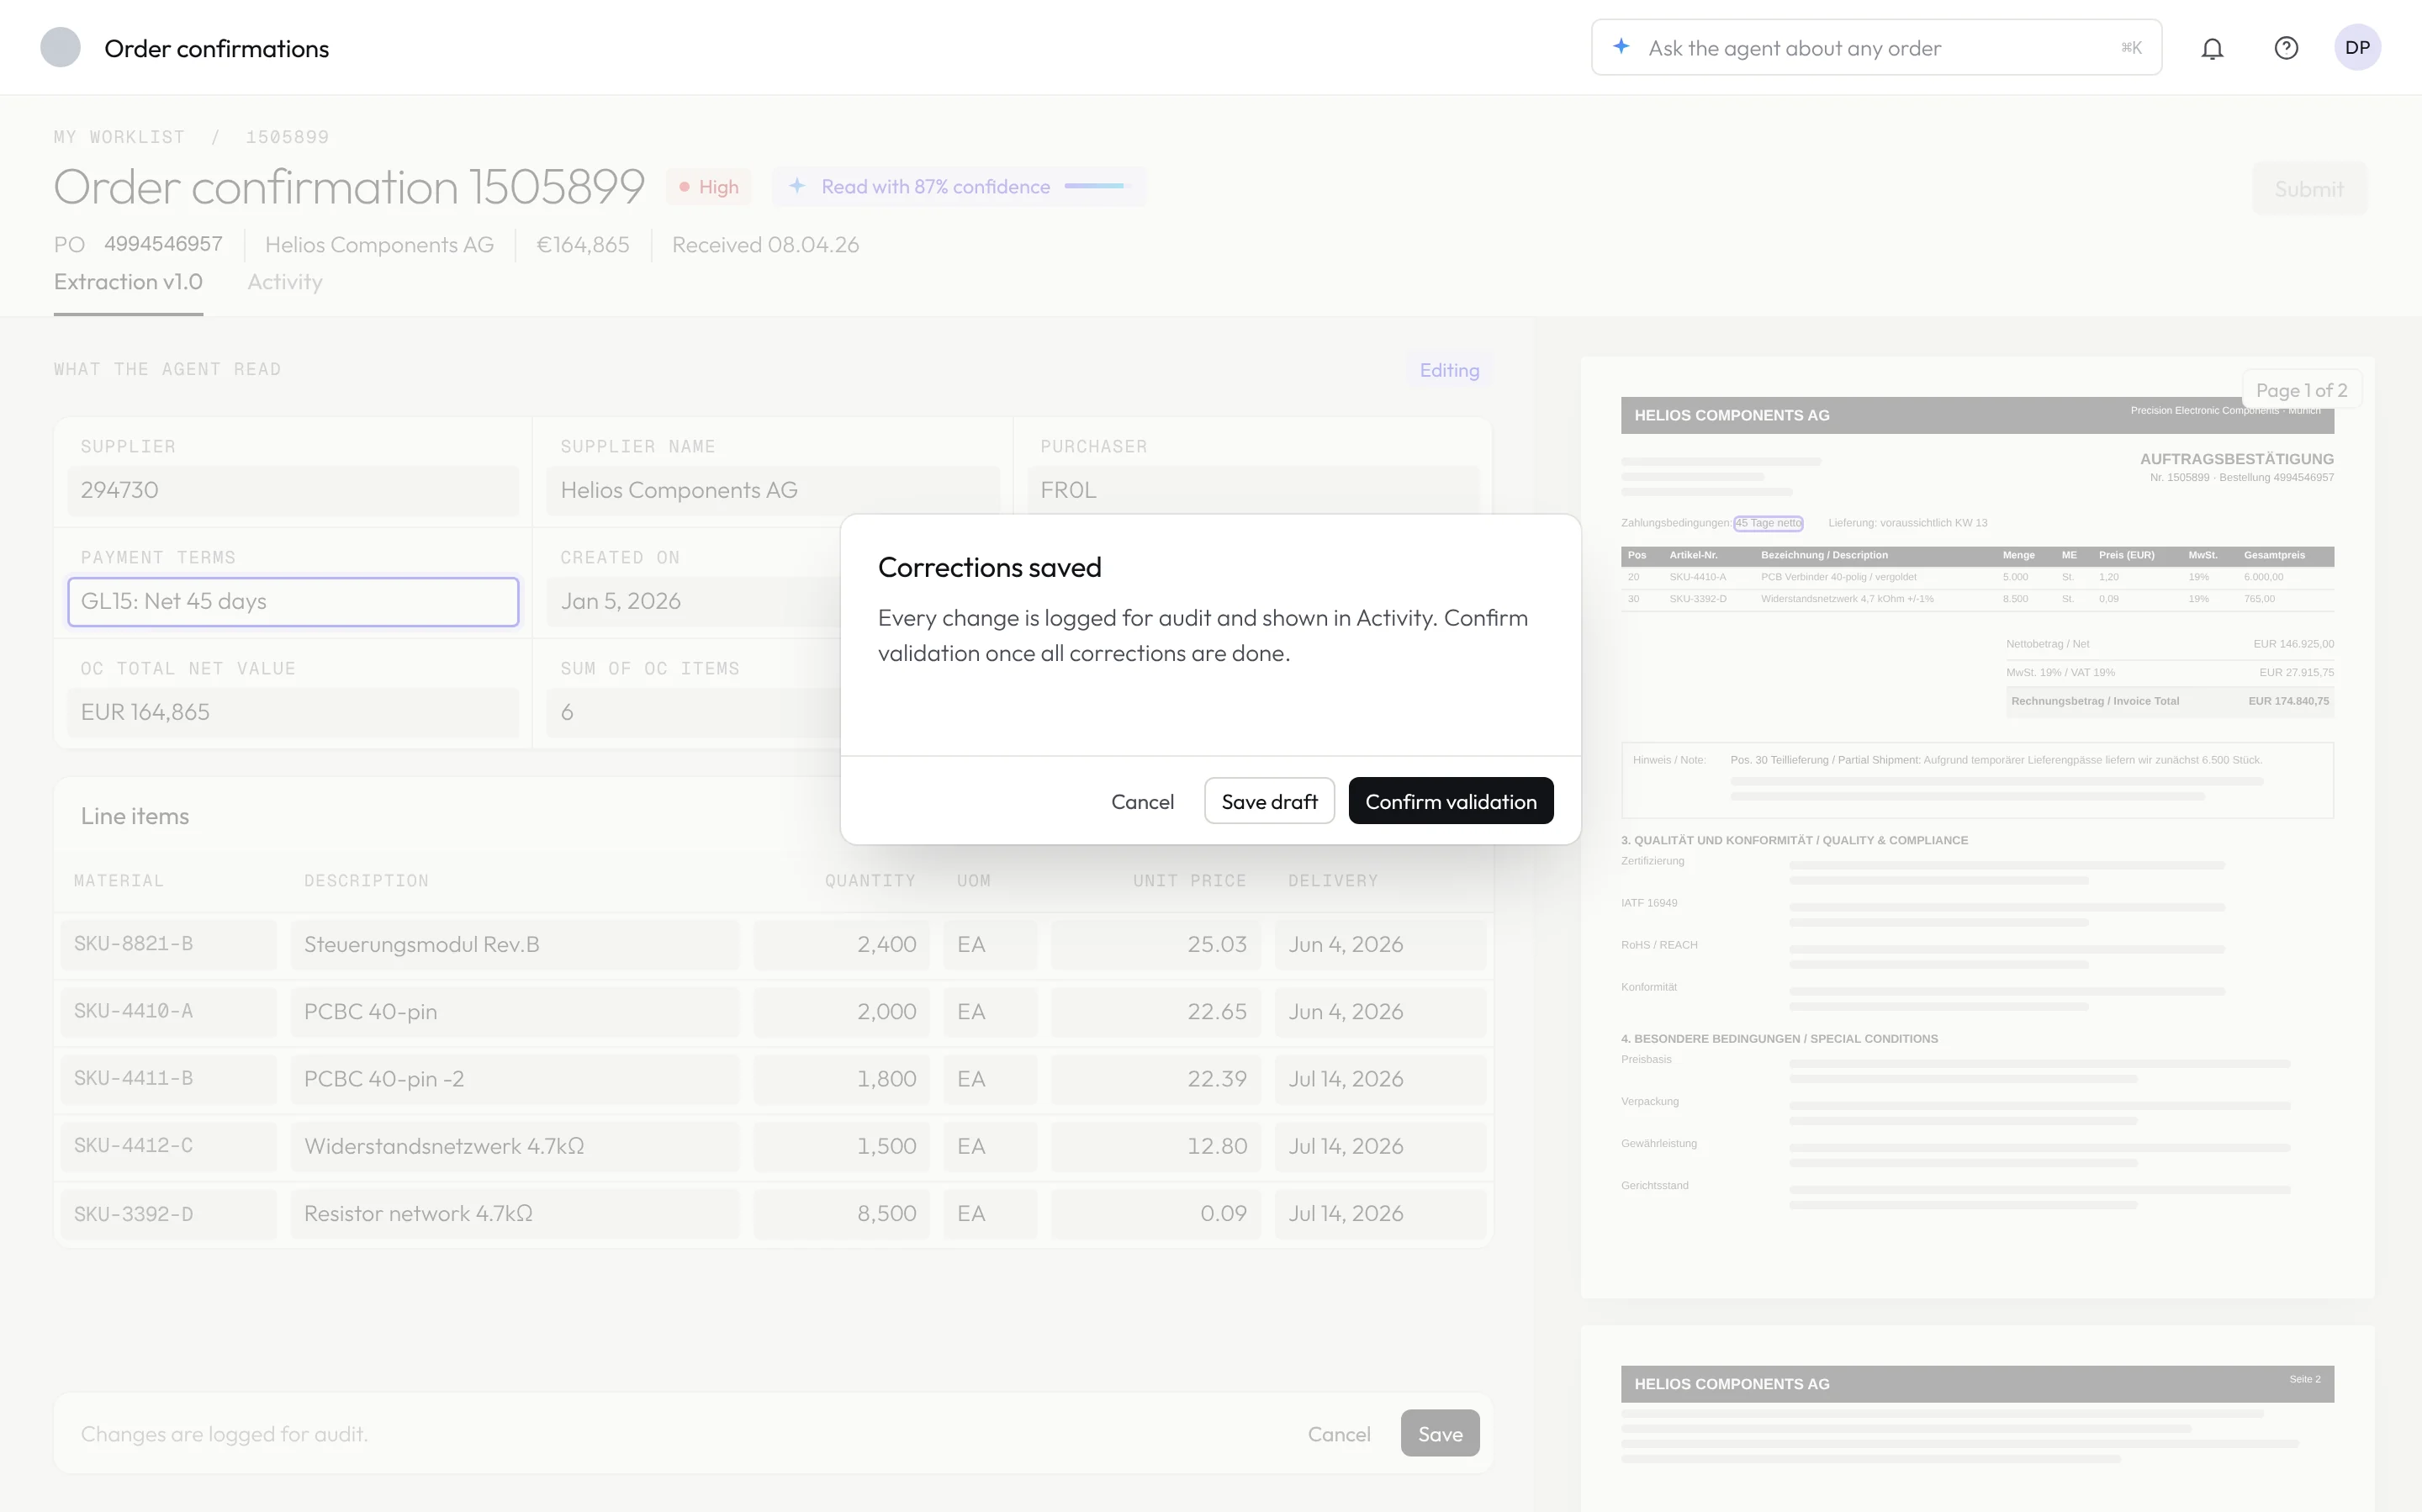 Order confirmations
Ask the agent about any order
⌘K
DP
MY WORKLIST / 1505899
Order confirmation 1505899
High
Read with 87% confidence
Submit
PO 4994546957
Helios Components AG
€164,865
Received 08.04.26
Extraction v1.0
Activity
WHAT THE AGENT READ
Editing
SUPPLIER
294730
SUPPLIER NAME
Helios Components AG
PURCHASER
FR0L
PAYMENT TERMS
GL15: Net 45 days
CREATED ON
Jan 5, 2026
OC TOTAL NET VALUE
EUR 164,865
SUM OF OC ITEMS
6
Corrections saved
Every change is logged for audit and shown in Activity. Confirm
validation once all corrections are done.
Cancel
Save draft
Confirm validation
Line items
MATERIAL DESCRIPTION QUANTITY UOM UNIT PRICE DELIVERY
SKU-8821-B Steuerungsmodul Rev.B 2,400 EA 25.03 Jun 4, 2026
SKU-4410-A PCBC 40-pin 2,000 EA 22.65 Jun 4, 2026
SKU-4411-B PCBC 40-pin -2 1,800 EA 22.39 Jul 14, 2026
SKU-4412-C Widerstandsnetzwerk 4.7kΩ 1,500 EA 12.80 Jul 14, 2026
SKU-3392-D Resistor network 4.7kΩ 8,500 EA 0.09 Jul 14, 2026
Changes are logged for audit.
Cancel
Save
Page 1 of 2
HELIOS COMPONENTS AG
Precision Electronic Components · Munich
AUFTRAGSBESTÄTIGUNG
Nr. 1505899 · Bestellung 4994546957
Zahlungsbedingungen: 45 Tage netto Lieferung: voraussichtlich KW 13
Pos Artikel-Nr. Bezeichnung / Description Menge ME Preis (EUR) MwSt. Gesamtpreis
20 SKU-4410-A PCB Verbinder 40-polig / vergoldet 5.000 St. 1,20 19% 6.000,00
30 SKU-3392-D Widerstandsnetzwerk 4,7 kOhm +/-1% 8.500 St. 0,09 19% 765,00
Nettobetrag / Net EUR 146.925,00
MwSt. 19% / VAT 19% EUR 27.915,75
Rechnungsbetrag / Invoice Total EUR 174.840,75
Hinweis / Note: Pos. 30 Teillieferung / Partial Shipment: Aufgrund temporärer Lieferengpässe liefern wir zunächst 6.500 Stück.
3. QUALITÄT UND KONFORMITÄT / QUALITY & COMPLIANCE
Zertifizierung
IATF 16949
RoHS / REACH
Konformität
4. BESONDERE BEDINGUNGEN / SPECIAL CONDITIONS
Preisbasis
Verpackung
Gewährleistung
Gerichtsstand
HELIOS COMPONENTS AG
Seite 2